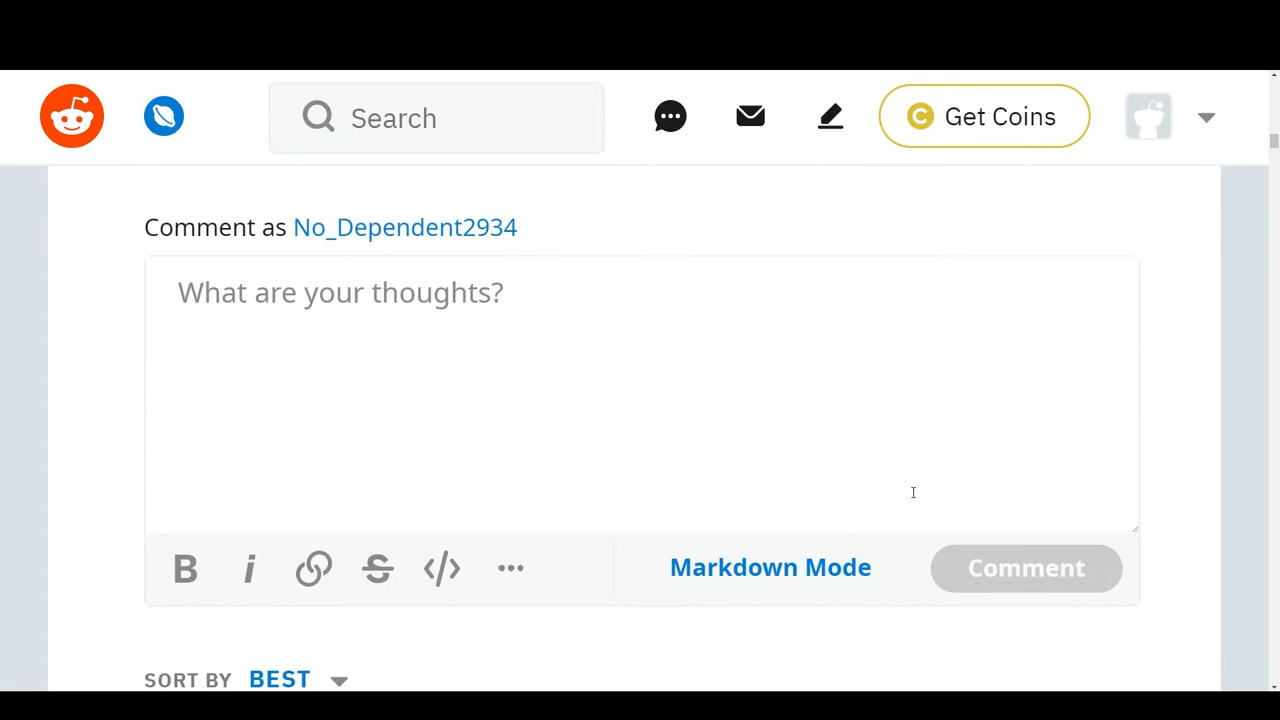 Search
Get Coins
Comment as No_Dependent2934
What are your thoughts?
B i S </> ...
Markdown Mode
Comment
SORT BY BEST